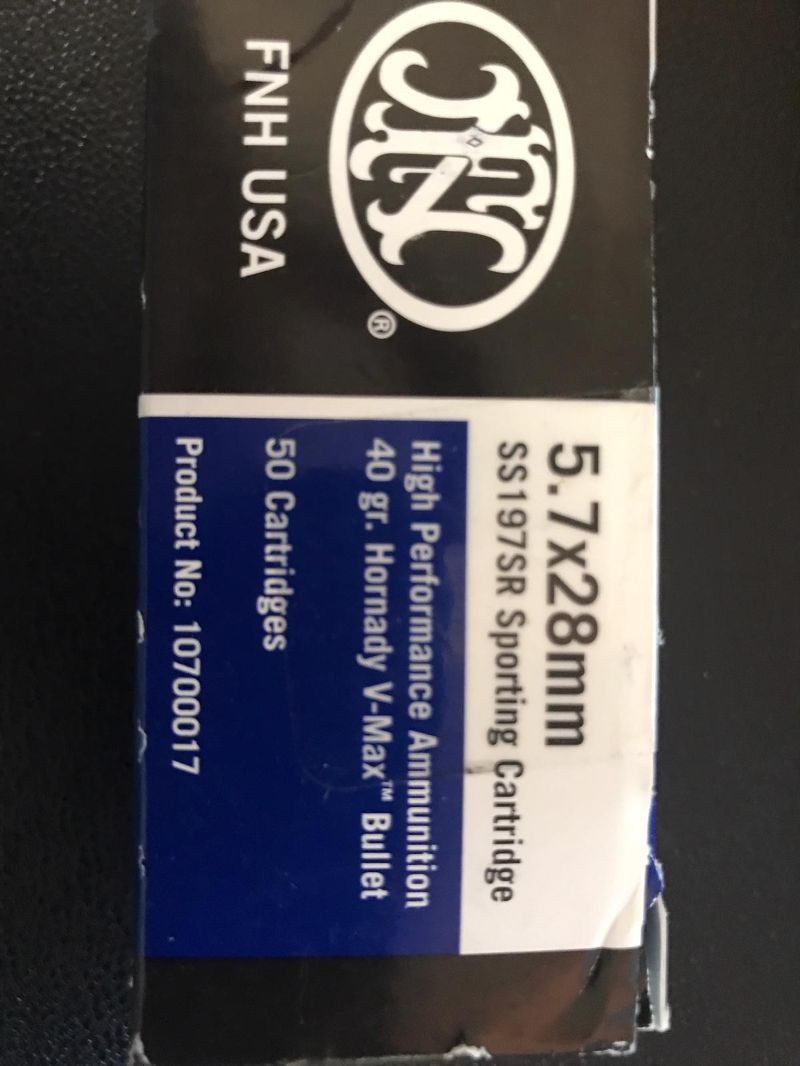 FN
®
FNH USA
5.7x28mm
SS197SR Sporting Cartridge
High Performance Ammunition
40 gr. Hornady V-Max™ Bullet
50 Cartridges
Product No: 10700017